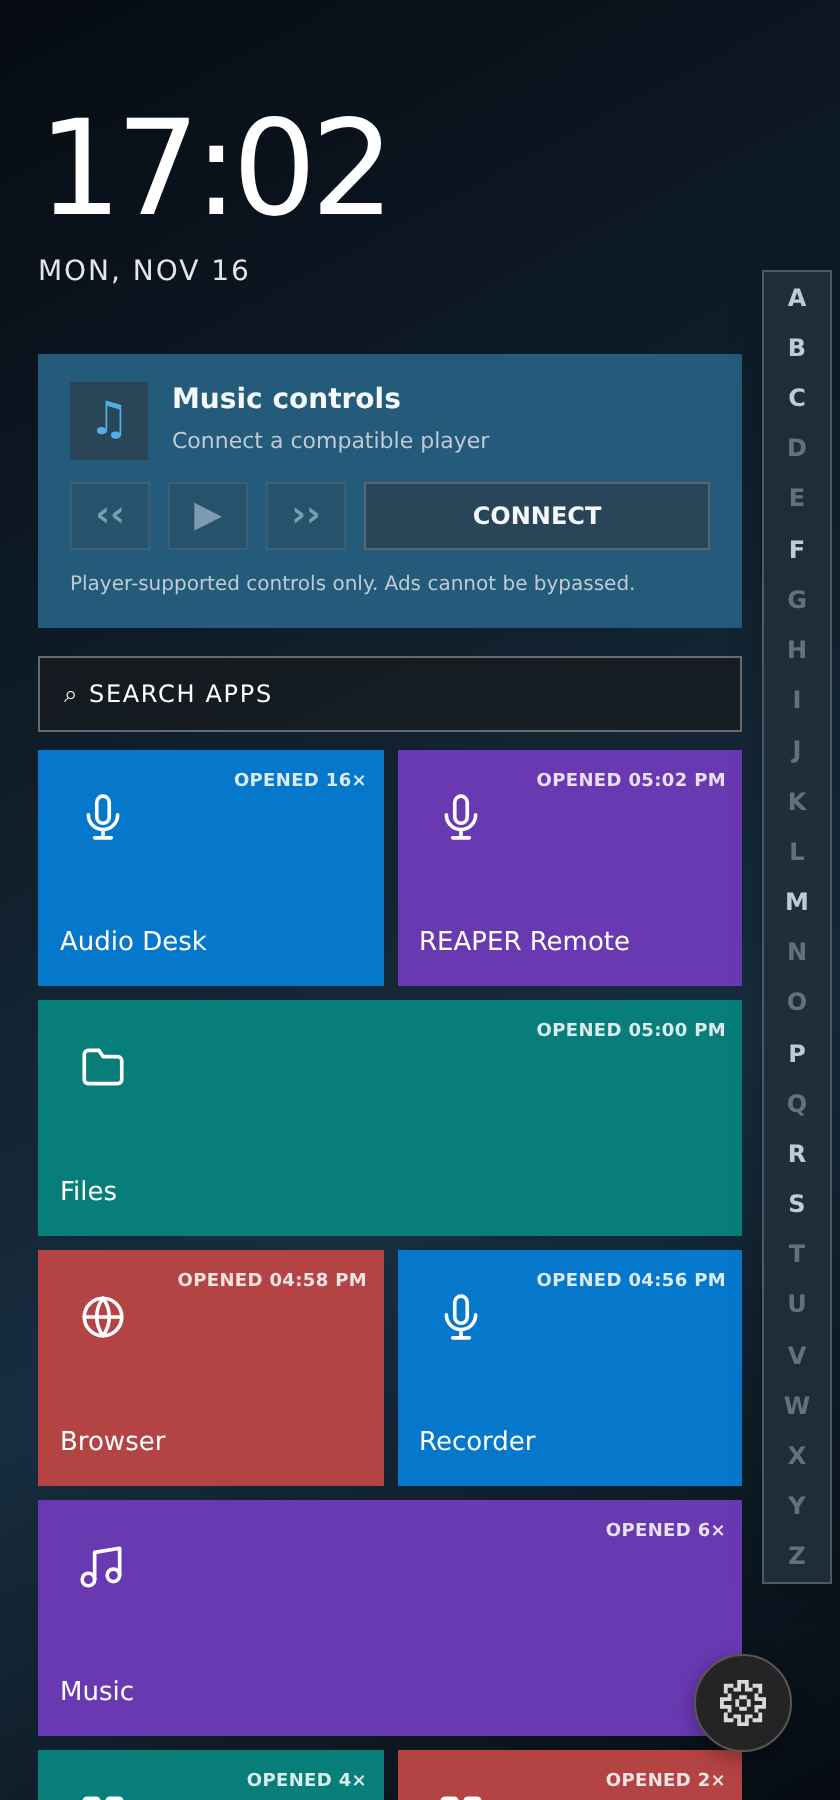 17:02
MON, NOV 16
Music controls
Connect a compatible player
CONNECT
Player-supported controls only. Ads cannot be bypassed.
SEARCH APPS
OPENED 16×
Audio Desk
OPENED 05:02 PM
REAPER Remote
OPENED 05:00 PM
Files
OPENED 04:58 PM
Browser
OPENED 04:56 PM
Recorder
OPENED 6×
Music
OPENED 4×
OPENED 2×
A
B
C
D
E
F
G
H
I
J
K
L
M
N
O
P
Q
R
S
T
U
V
W
X
Y
Z